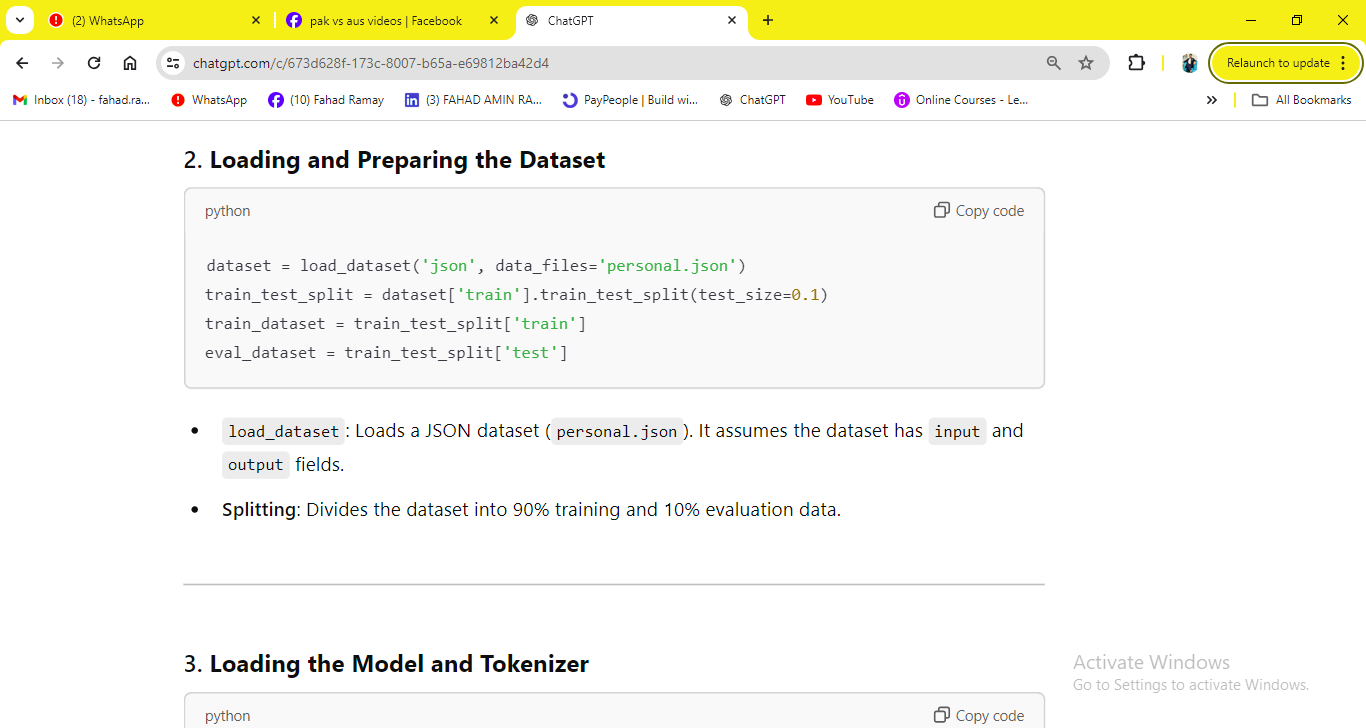 (2) WhatsApp
pak vs aus videos | Facebook
ChatGPT
chatgpt.com/c/673d628f-173c-8007-b65a-e69812ba42d4
Relaunch to update
Inbox (18) - fahad.ra...
WhatsApp
(10) Fahad Ramay
(3) FAHAD AMIN RA...
PayPeople | Build wi...
ChatGPT
YouTube
Online Courses - Le...
All Bookmarks
2. Loading and Preparing the Dataset
python
Copy code
dataset = load_dataset('json', data_files='personal.json')
train_test_split = dataset['train'].train_test_split(test_size=0.1)
train_dataset = train_test_split['train']
eval_dataset = train_test_split['test']
load_dataset: Loads a JSON dataset (personal.json). It assumes the dataset has input and
output fields.
Splitting: Divides the dataset into 90% training and 10% evaluation data.
3. Loading the Model and Tokenizer
Activate Windows
Go to Settings to activate Windows.
python
Copy code